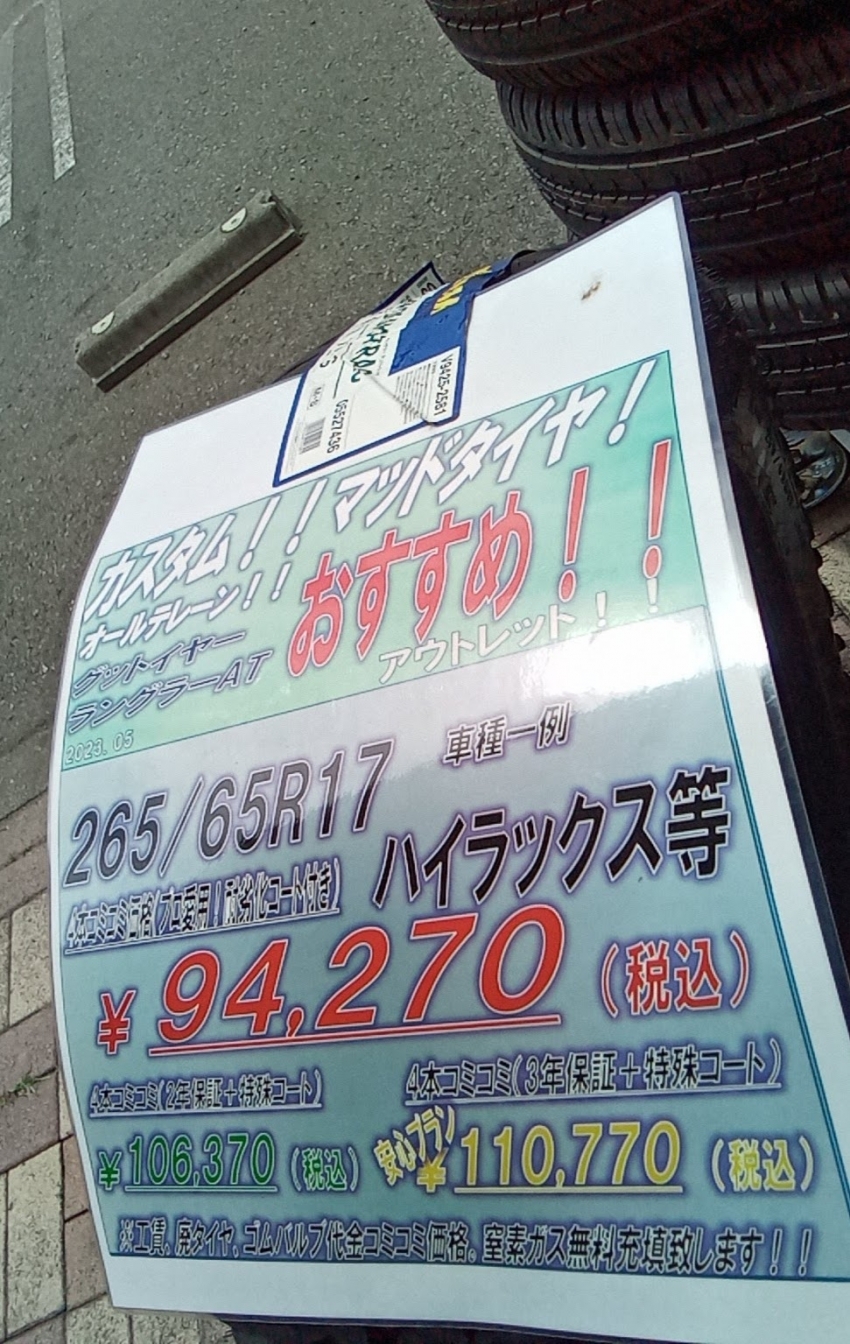 V9425-2581
GS527436
カスタム!! マッドタイヤ!
オールテレーン!!
おすすめ!!
グットイヤー
アウトレット!!
ラングラーAT
2023.05
265/65R17
車種一例
ハイラックス等
4本コミコミ価格(プロ愛用!耐劣化コート付き)
¥94,270(税込)
4本コミコミ(2年保証+特殊コート)
4本コミコミ(3年保証+特殊コート)
¥106,370(税込)
安心プラン
¥110,770(税込)
※工賃、廃タイヤ、ゴムバルブ代金コミコミ価格。窒素ガス無料充填致します!!